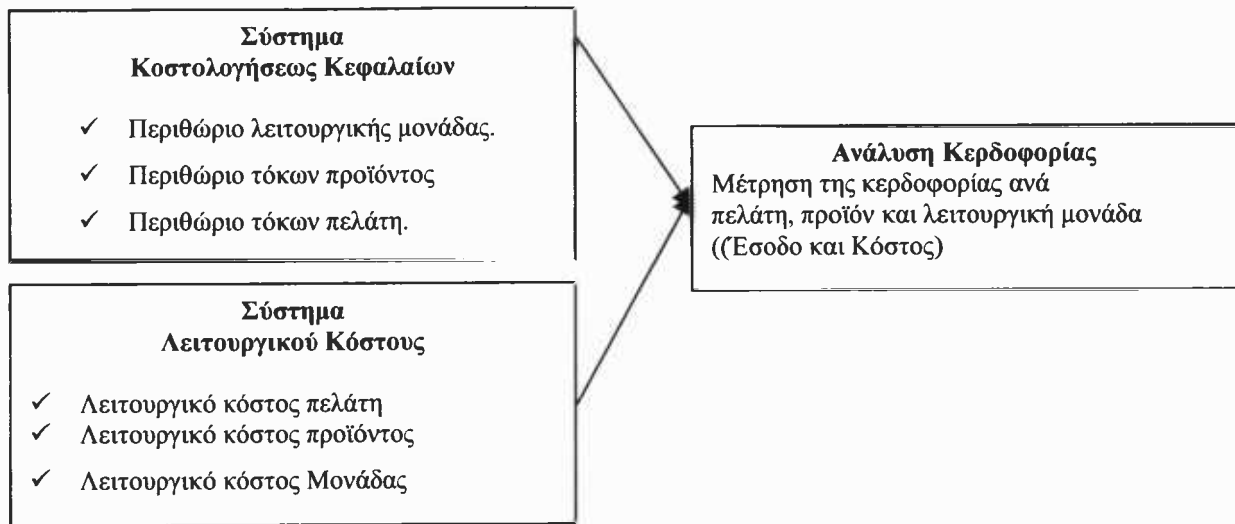 Σύστημα
Κοστολογήσεως Κεφαλαίων
✓ Περιθώριο λειτουργικής μονάδας.
✓ Περιθώριο τόκων προϊόντος
✓ Περιθώριο τόκων πελάτη.
Σύστημα
Λειτουργικού Κόστους
✓ Λειτουργικό κόστος πελάτη
✓ Λειτουργικό κόστος προϊόντος
✓ Λειτουργικό κόστος Μονάδας
Ανάλυση Κερδοφορίας
Μέτρηση της κερδοφορίας ανά
πελάτη, προϊόν και λειτουργική μονάδα
((Έσοδο και Κόστος)